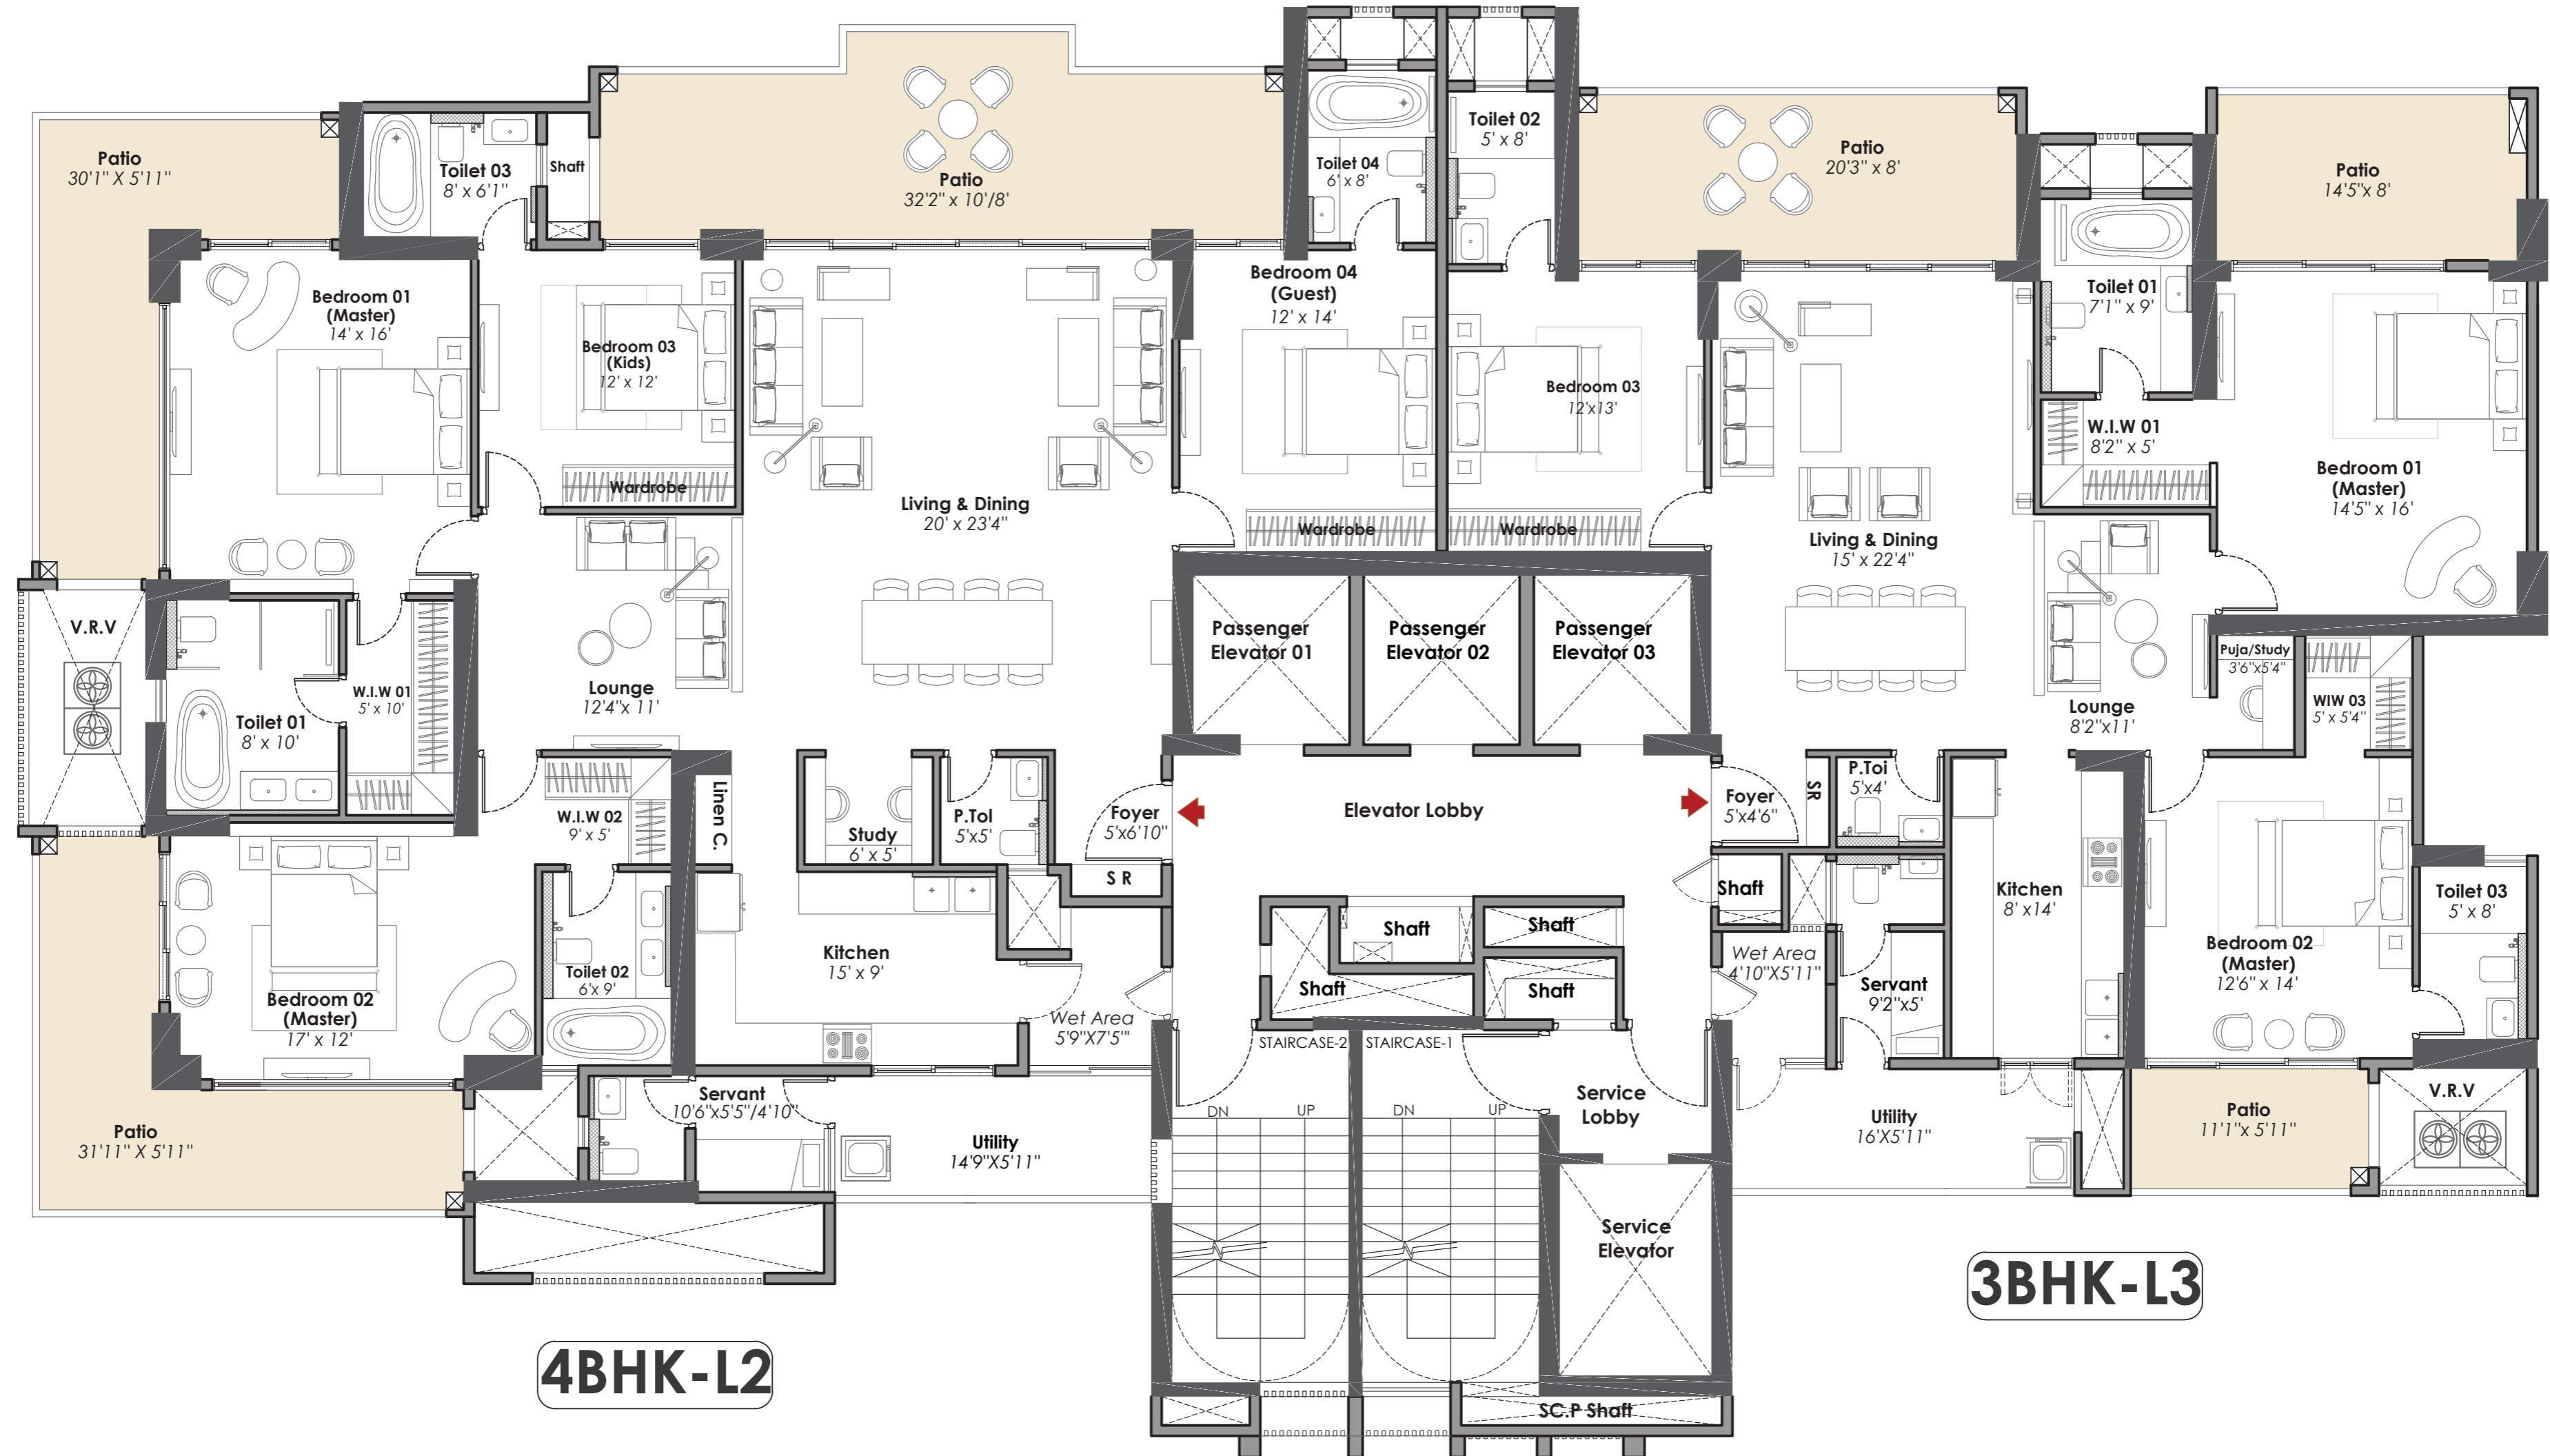 Patio
30'1" X 5'11"
Toilet 03
8' x 6'1"
Shaft
Patio
32'2" x 10'/8'
Toilet 04
6' x 8'
Toilet 02
5' x 8'
Patio
20'3" x 8'
Patio
14'5"x 8'
Bedroom 01
(Master)
14' x 16'
Bedroom 03
(Kids)
12' x 12'
Wardrobe
Living & Dining
20' x 23'4"
Bedroom 04
(Guest)
12' x 14'
Wardrobe
Bedroom 03
12'x13'
Wardrobe
Living & Dining
15' x 22'4"
Toilet 01
7'1" x 9'
W.I.W 01
8'2" x 5'
Bedroom 01
(Master)
14'5" x 16'
V.R.V
Toilet 01
8' x 10'
W.I.W 01
5' x 10'
Lounge
12'4"x 11'
Passenger
Elevator 01
Passenger
Elevator 02
Passenger
Elevator 03
Lounge
8'2"x11'
Puja/Study
3'6"x5'4"
WIW 03
5' x 5'4"
W.I.W 02
9' x 5'
Linen C.
Study
6' x 5'
P.Tol
5'x5'
Foyer
5'x6'10"
S R
Elevator Lobby
Foyer
5'x4'6"
SR
P.Toi
5'x4'
Kitchen
8' x14'
Toilet 03
5' x 8'
Bedroom 02
(Master)
17' x 12'
Toilet 02
6'x 9'
Kitchen
15' x 9'
Wet Area
5'9"X7'5"'
Shaft
Shaft
Shaft
Shaft
Shaft
Wet Area
4'10"X5'11"
Servant
9'2"x5'
Bedroom 02
(Master)
12'6" x 14'
STAIRCASE-2
STAIRCASE-1
Patio
31'11" X 5'11"
Servant
10'6"x5'5"/4'10"
Utility
14'9"X5'11"
DN
UP
DN
UP
Service
Lobby
Utility
16'X5'11"
Patio
11'1"x 5'11"
V.R.V
Service
Elevator
3BHK-L3
4BHK-L2
SC.P Shaft